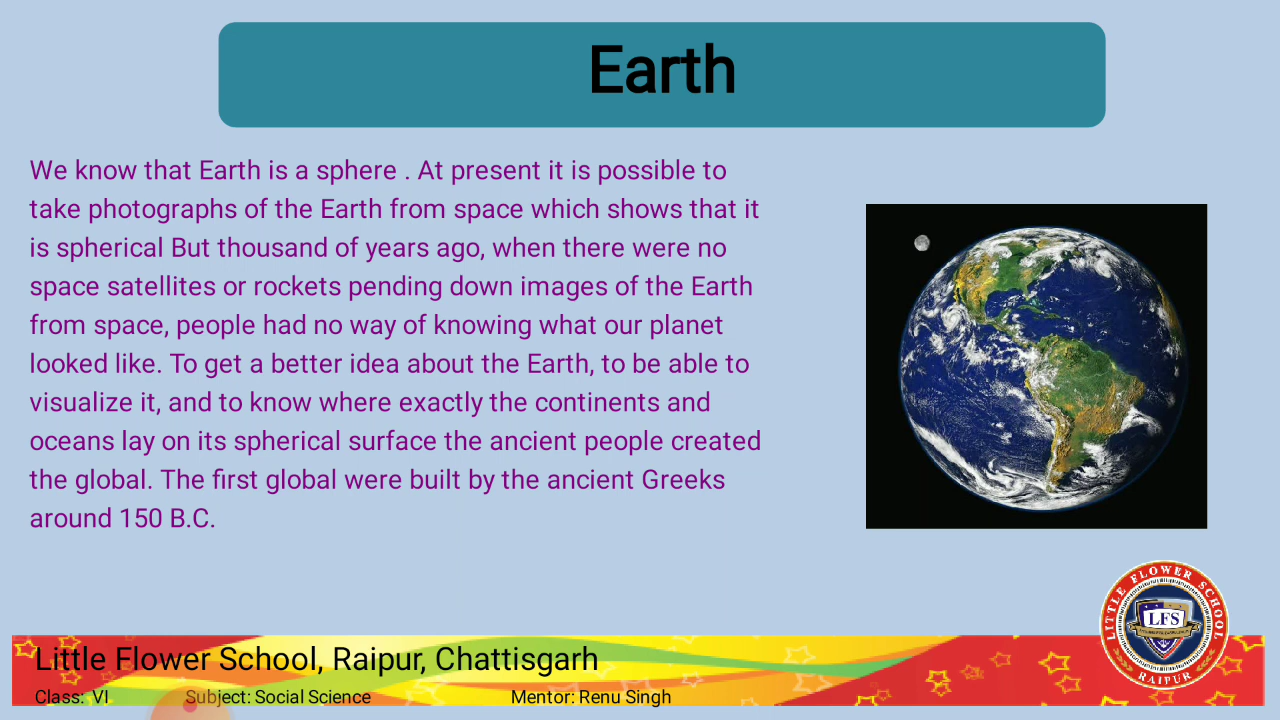 Earth
We know that Earth is a sphere . At present it is possible to
take photographs of the Earth from space which shows that it
is spherical But thousand of years ago, when there were no
space satellites or rockets pending down images of the Earth
from space, people had no way of knowing what our planet
looked like. To get a better idea about the Earth, to be able to
visualize it, and to know where exactly the continents and
oceans lay on its spherical surface the ancient people created
the global. The first global were built by the ancient Greeks
around 150 B.C.
LITTLE FLOWER SCHOOL
LFS
RAIPUR
Little Flower School, Raipur, Chattisgarh
Class: VI Subject: Social Science Mentor: Renu Singh